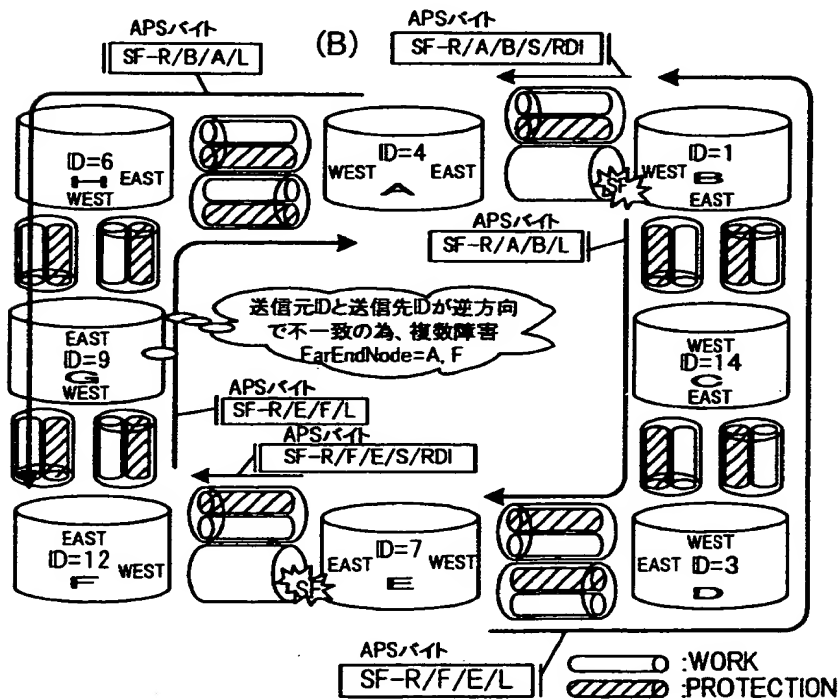 APSバイト
SF-R/B/A/L
(B)
APSバイト
SF-R/A/B/S/RDI
ID=6
H
EAST
WEST
ID=4
WEST
EAST
A
SF
ID=1
WEST
B
EAST
APSバイト
SF-R/A/B/L
送信元IDと送信先IDが逆方向
で不一致の為、複数障害
FarEndNode=A, F
EAST
ID=9
G
WEST
WEST
ID=14
C
EAST
APSバイト
SF-R/E/F/L
APSバイト
SF-R/F/E/S/RDI
EAST
ID=12
WEST
F
SF
ID=7
EAST
WEST
E
WEST
EAST
ID=3
D
APSバイト
SF-R/F/E/L
:WORK
:PROTECTION